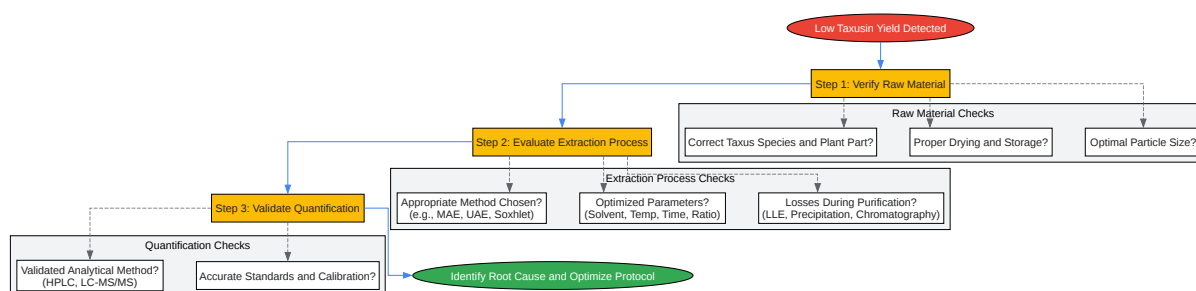 Low Taxusin Yield Detected
Step 1: Verify Raw Material
Raw Material Checks
Correct Taxus Species and Plant Part?
Proper Drying and Storage?
Optimal Particle Size?
Step 2: Evaluate Extraction Process
Extraction Process Checks
Appropriate Method Chosen?
(e.g., MAE, UAE, Soxhlet)
Optimized Parameters?
(Solvent, Temp, Time, Ratio)
Losses During Purification?
(LLE, Precipitation, Chromatography)
Step 3: Validate Quantification
Quantification Checks
Validated Analytical Method?
(HPLC, LC-MS/MS)
Accurate Standards and Calibration?
Identify Root Cause and Optimize Protocol